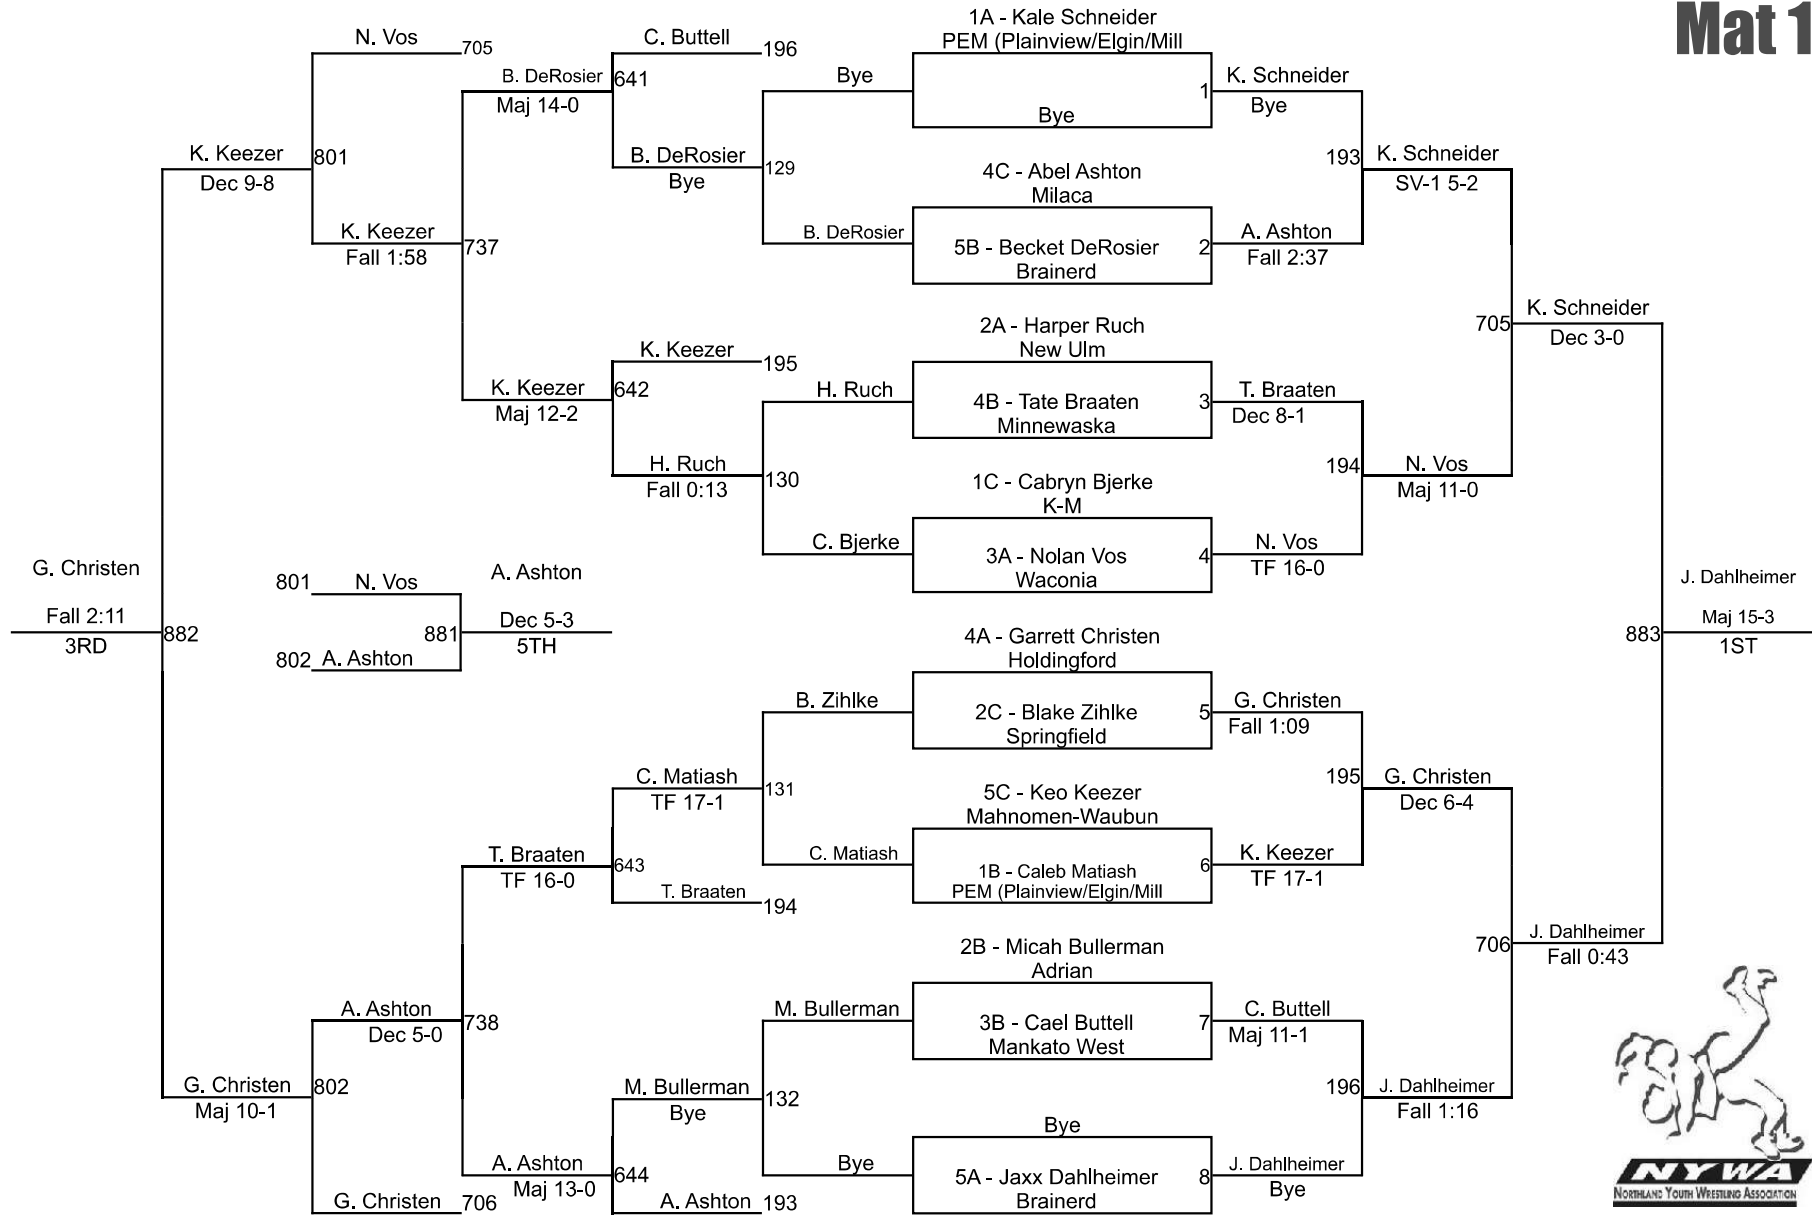 Mat 1
1A - Kale Schneider
PEM (Plainview/Elgin/Mill
N. Vos
705
C. Buttell
196
B. DeRosier
641
Maj 14-0
Bye
1
K. Schneider
Bye
Bye
K. Keezer
801
Dec 9-8
B. DeRosier
129
Bye
4C - Abel Ashton
Milaca
193
K. Schneider
SV-1 5-2
K. Keezer
737
Fall 1:58
B. DeRosier
5B - Becket DeRosier
Brainerd
2
A. Ashton
Fall 2:37
2A - Harper Ruch
New Ulm
705
K. Schneider
Dec 3-0
K. Keezer
195
K. Keezer
642
Maj 12-2
H. Ruch
4B - Tate Braaten
Minnewaska
3
T. Braaten
Dec 8-1
H. Ruch
130
Fall 0:13
1C - Cabryn Bjerke
K-M
194
N. Vos
Maj 11-0
C. Bjerke
3A - Nolan Vos
Waconia
4
N. Vos
TF 16-0
G. Christen
Fall 2:11
3RD
882
801
N. Vos
A. Ashton
881
Dec 5-3
5TH
802
A. Ashton
J. Dahlheimer
883
Maj 15-3
1ST
4A - Garrett Christen
Holdingford
B. Zihlke
2C - Blake Zihlke
Springfield
5
G. Christen
Fall 1:09
C. Matiash
131
TF 17-1
5C - Keo Keezer
Mahnomen-Waubun
195
G. Christen
Dec 6-4
T. Braaten
643
TF 16-0
C. Matiash
1B - Caleb Matiash
PEM (Plainview/Elgin/Mill
6
K. Keezer
TF 17-1
T. Braaten
194
2B - Micah Bullerman
Adrian
706
J. Dahlheimer
Fall 0:43
A. Ashton
738
Dec 5-0
M. Bullerman
3B - Cael Buttell
Mankato West
7
C. Buttell
Maj 11-1
G. Christen
802
Maj 10-1
M. Bullerman
132
Bye
196
J. Dahlheimer
Fall 1:16
Bye
A. Ashton
644
Maj 13-0
Bye
5A - Jaxx Dahlheimer
Brainerd
8
J. Dahlheimer
Bye
G. Christen
706
A. Ashton
193
NYWA
NORTHLAND YOUTH WRESTLING ASSOCIATION